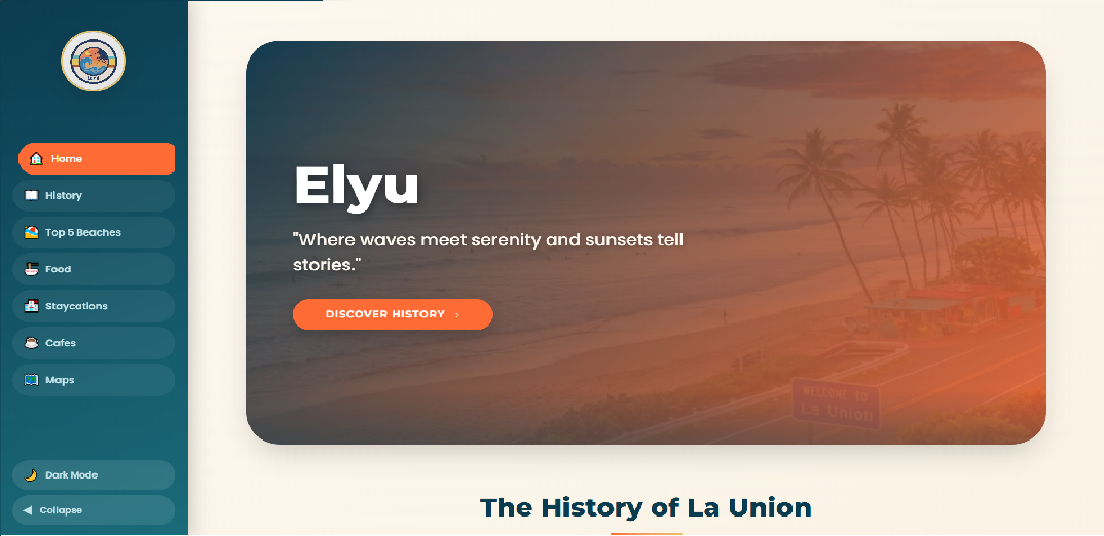 Home
History
Top 5 Beaches
Food
Staycations
Cafes
Maps
Dark Mode
Collapse
Elyu
"Where waves meet serenity and sunsets tell
stories."
DISCOVER HISTORY →
WELCOME TO
La Union
The History of La Union